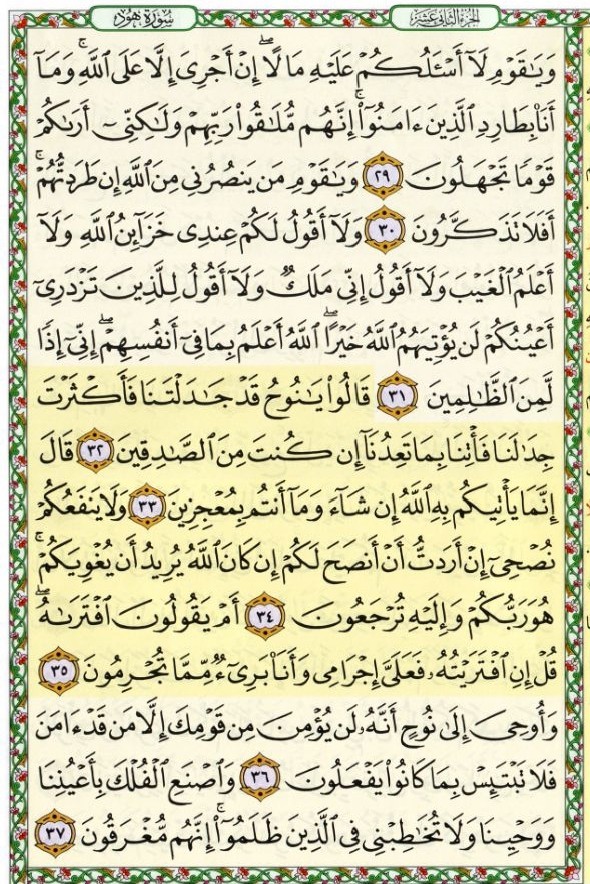 الجزء الثاني عشر
سورة هود
وَيَٰقَوۡمِ لَآ أَسۡـَٔلُكُمۡ عَلَيۡهِ مَالًاۖ إِنۡ أَجۡرِيَ إِلَّا عَلَى ٱللَّهِۚ وَمَآ
أَنَا۠ بِطَارِدِ ٱلَّذِينَ ءَامَنُوٓاْۚ إِنَّهُم مُّلَٰقُواْ رَبِّهِمۡ وَلَٰكِنِّيٓ أَرَىٰكُمۡ
قَوۡمٗا تَجۡهَلُونَ ٢٩ وَيَٰقَوۡمِ مَن يَنصُرُنِي مِنَ ٱللَّهِ إِن طَرَدتُّهُمۡۚ
أَفَلَا تَذَكَّرُونَ ٣٠ وَلَآ أَقُولُ لَكُمۡ عِندِي خَزَآئِنُ ٱللَّهِ وَلَآ
أَعۡلَمُ ٱلۡغَيۡبَ وَلَآ أَقُولُ إِنِّي مَلَكٞ وَلَآ أَقُولُ لِلَّذِينَ تَزۡدَرِيٓ
أَعۡيُنُكُمۡ لَن يُؤۡتِيَهُمُ ٱللَّهُ خَيۡرًاۖ ٱللَّهُ أَعۡلَمُ بِمَا فِيٓ أَنفُسِهِمۡ إِنِّيٓ إِذٗا
لَّمِنَ ٱلظَّٰلِمِينَ ٣١ قَالُواْ يَٰنُوحُ قَدۡ جَٰدَلۡتَنَا فَأَكۡثَرۡتَ
جِدَٰلَنَا فَأۡتِنَا بِمَا تَعِدُنَآ إِن كُنتَ مِنَ ٱلصَّٰدِقِينَ ٣٢ قَالَ
إِنَّمَا يَأۡتِيكُم بِهِ ٱللَّهُ إِن شَآءَ وَمَآ أَنتُم بِمُعۡجِزِينَ ٣٣ وَلَا يَنفَعُكُمۡ
نُصۡحِيٓ إِنۡ أَرَدتُّ أَنۡ أَنصَحَ لَكُمۡ إِن كَانَ ٱللَّهُ يُرِيدُ أَن يُغۡوِيَكُمۡۚ
هُوَ رَبُّكُمۡ وَإِلَيۡهِ تُرۡجَعُونَ ٣٤ أَمۡ يَقُولُونَ ٱفۡتَرَىٰهُۖ
قُلۡ إِنِ ٱفۡتَرَيۡتُهُۥ فَعَلَيَّ إِجۡرَامِي وَأَنَا۠ بَرِيٓءٞ مِّمَّا تُجۡرِمُونَ ٣٥
وَأُوحِيَ إِلَىٰ نُوحٍ أَنَّهُۥ لَن يُؤۡمِنَ مِن قَوۡمِكَ إِلَّا مَن قَدۡ ءَامَنَ
فَلَا تَبۡتَئِسۡ بِمَا كَانُواْ يَفۡعَلُونَ ٣٦ وَٱصۡنَعِ ٱلۡفُلۡكَ بِأَعۡيُنِنَا
وَوَحۡيِنَا وَلَا تُخَٰطِبۡنِي فِي ٱلَّذِينَ ظَلَمُوٓاْ إِنَّهُم مُّغۡرَقُونَ ٣٧